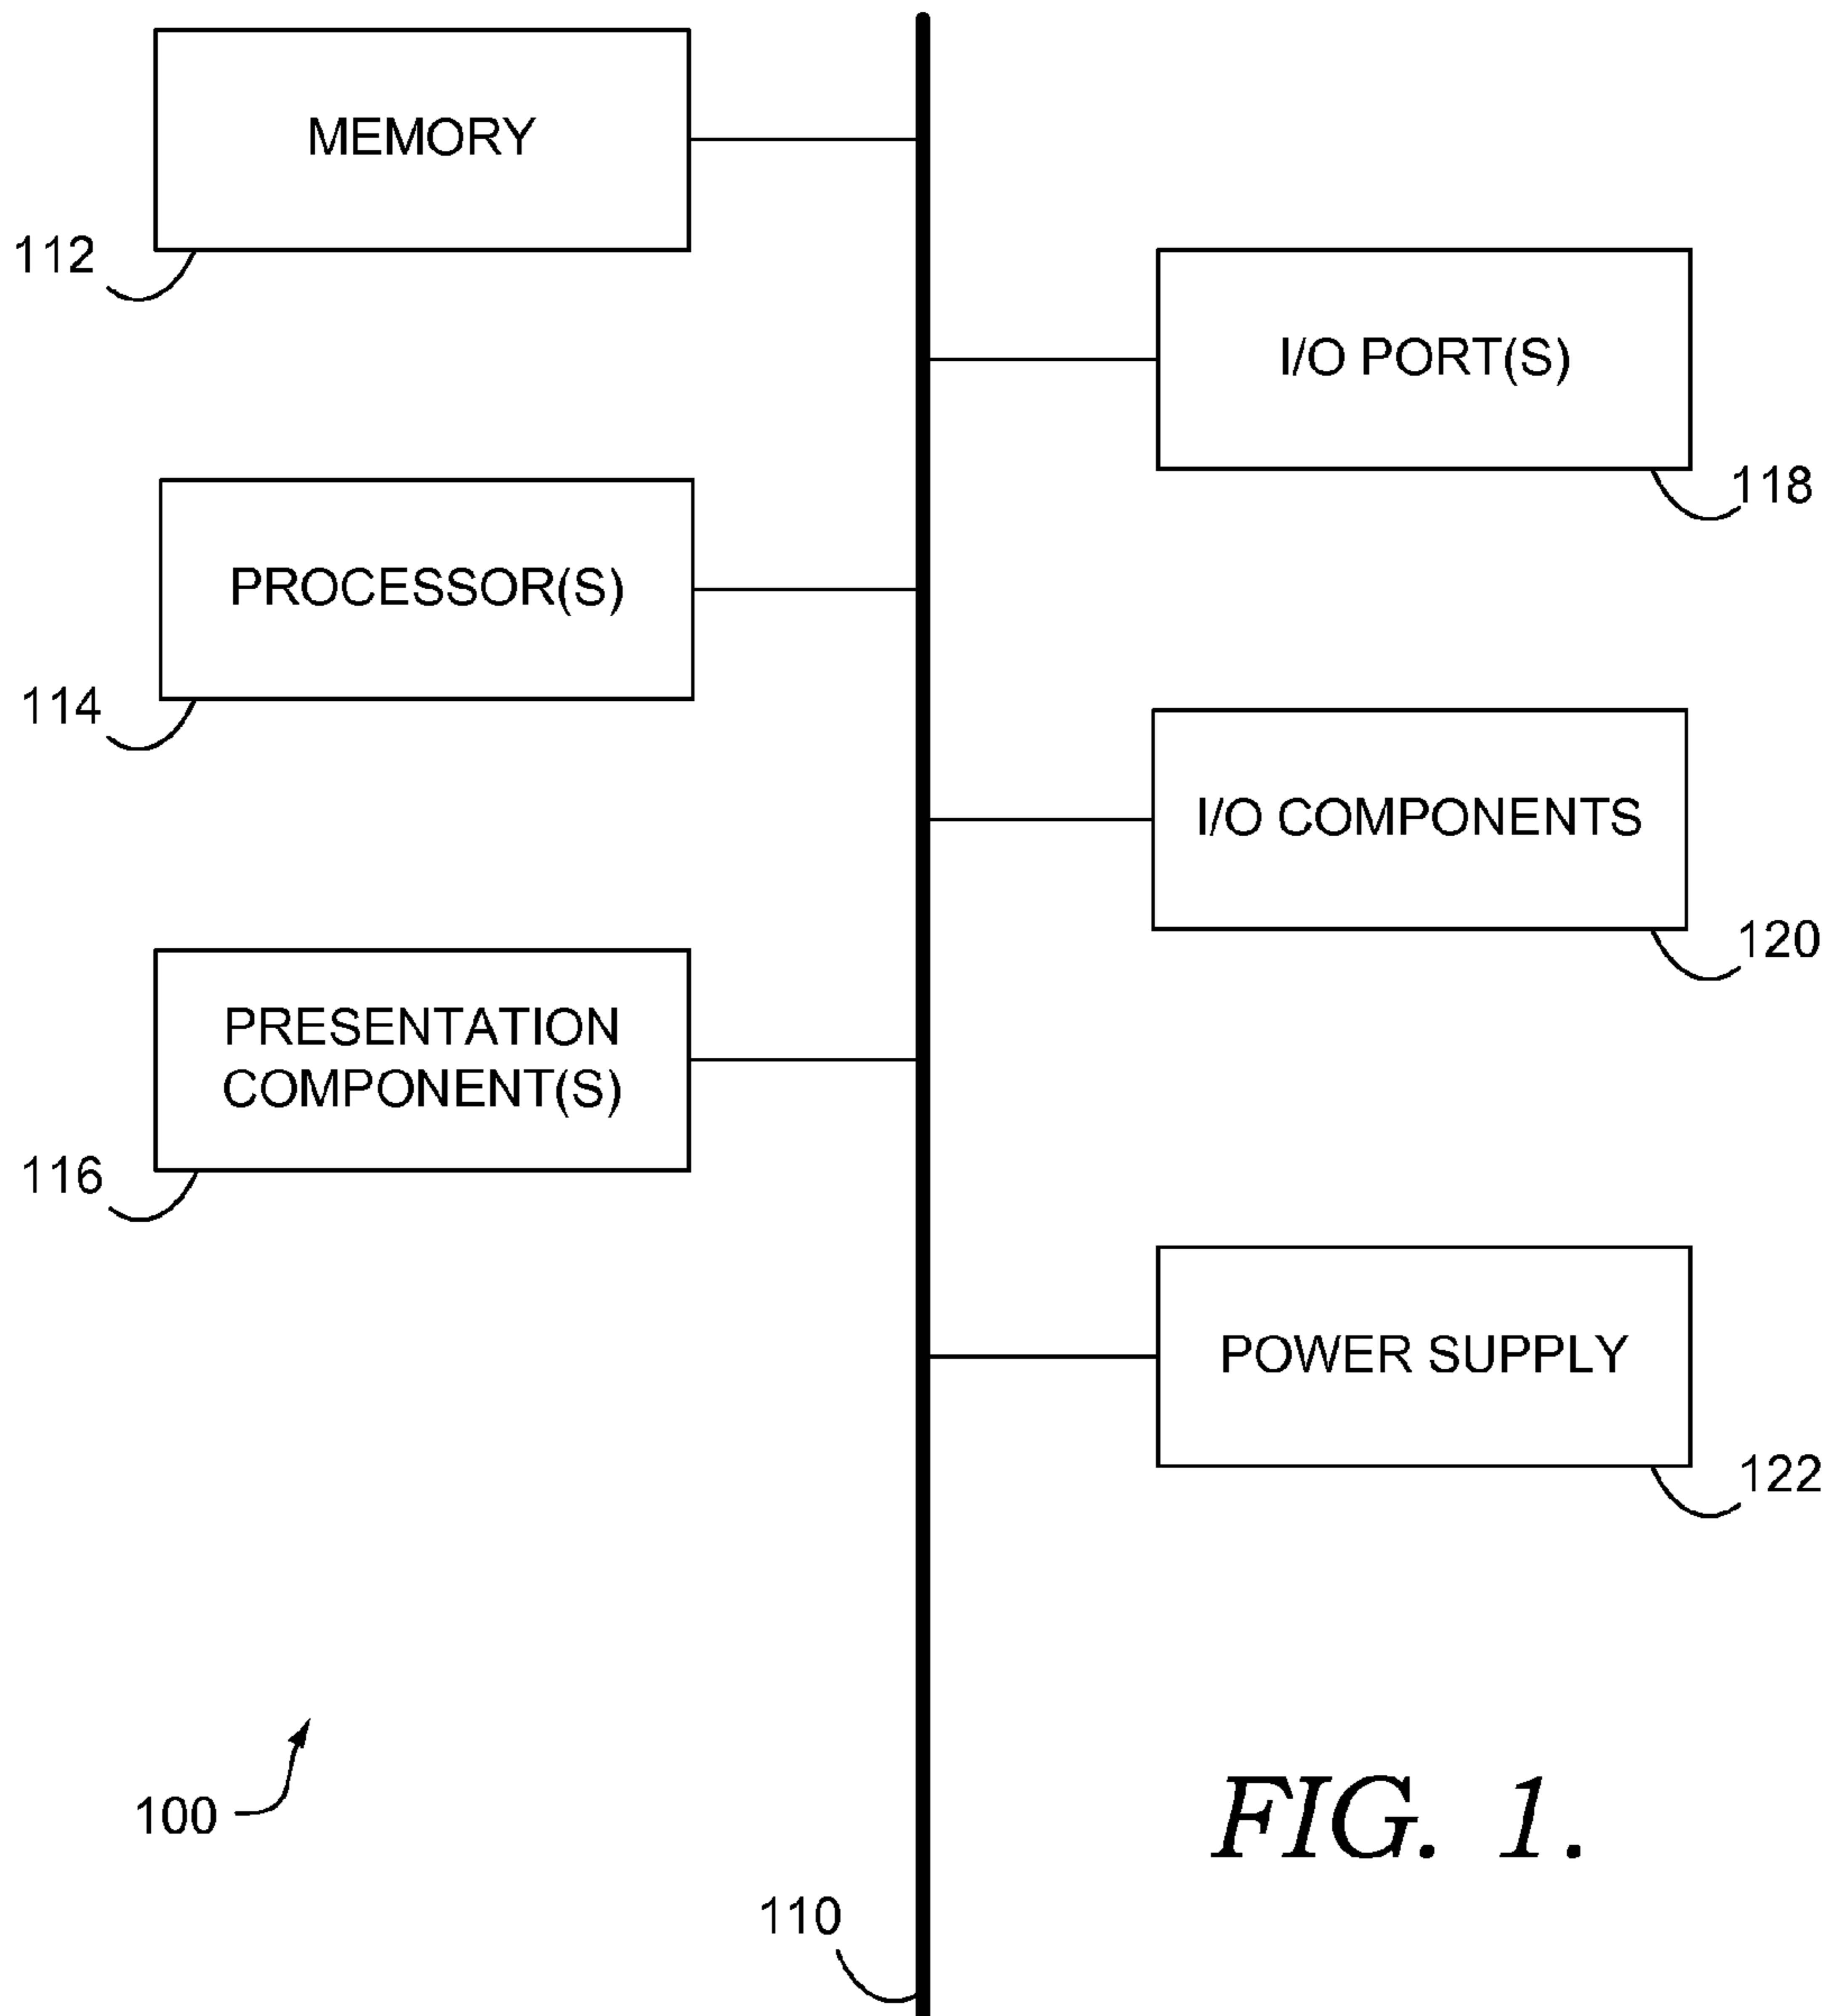 MEMORY
112
I/O PORT(S)
118
PROCESSOR(S)
114
I/O COMPONENTS
120
PRESENTATION
COMPONENT(S)
116
POWER SUPPLY
122
100
FIG. 1.
110